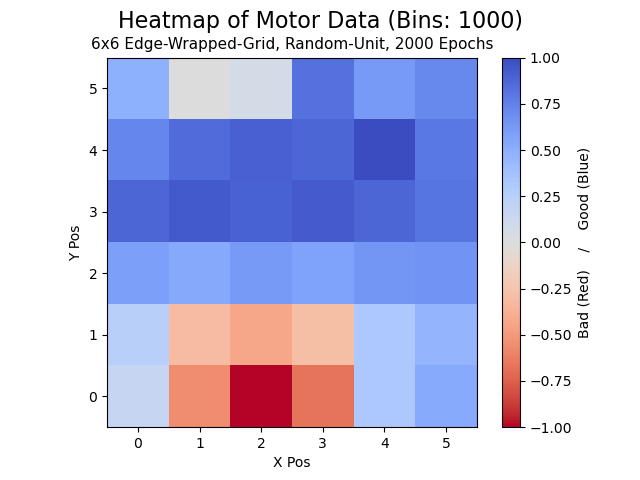 Heatmap of Motor Data (Bins: 1000)
6x6 Edge-Wrapped-Grid, Random-Unit, 2000 Epochs
5
4
3
2
1
0
Y Pos
0 1 2 3 4 5
X Pos
1.00
0.75
0.50
0.25
0.00
−0.25
−0.50
−0.75
−1.00
Bad (Red) / Good (Blue)